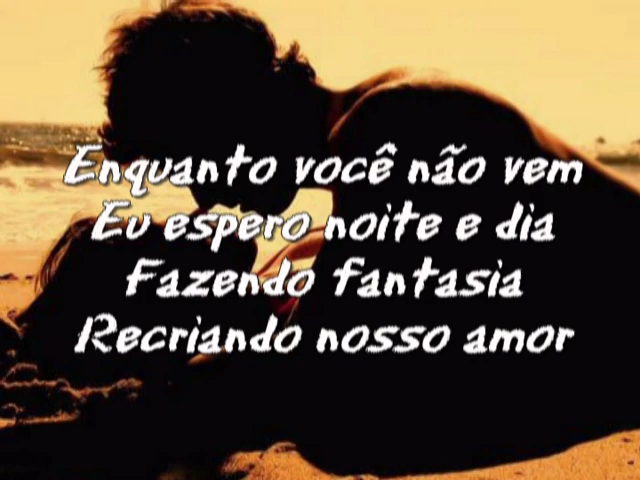 Enquanto você não vem
Eu espero noite e dia
Fazendo fantasia
Recriando nosso amor